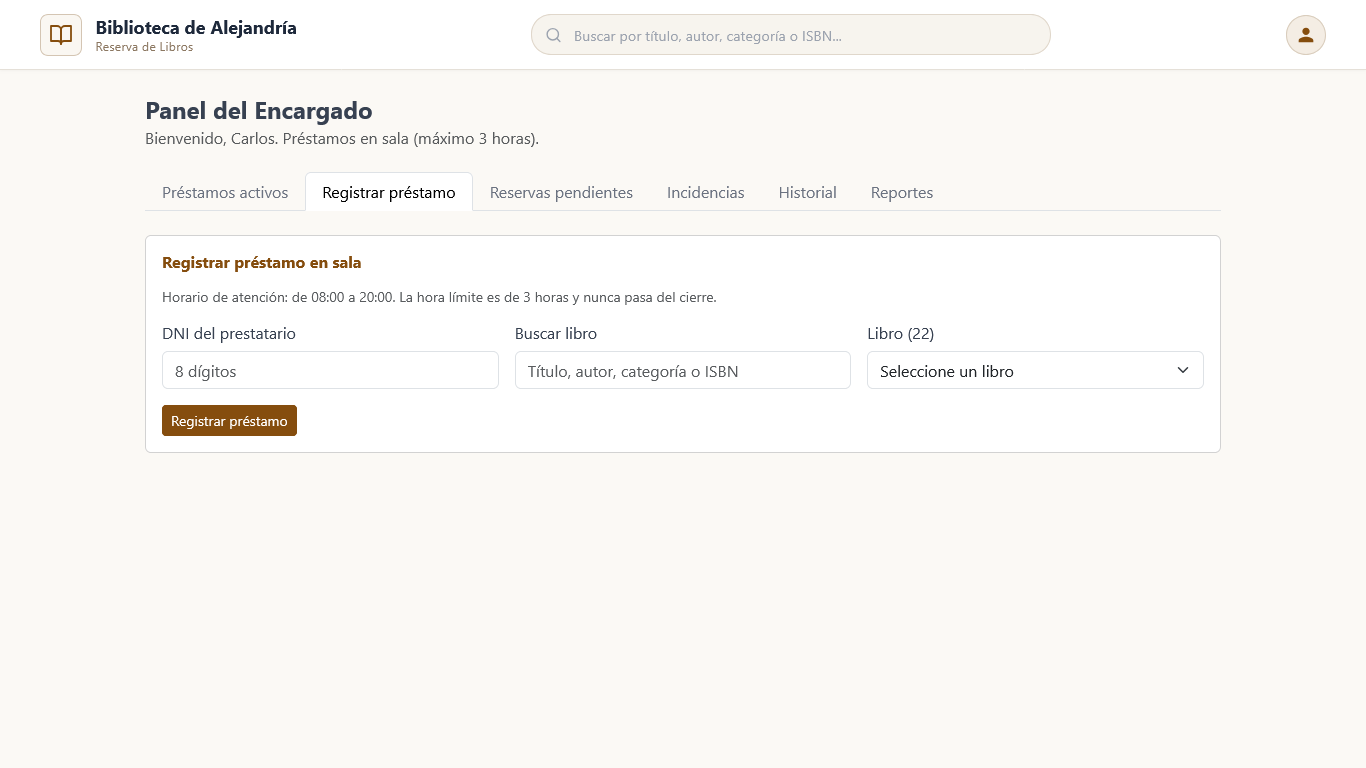 Biblioteca de Alejandría
Reserva de Libros
Buscar por título, autor, categoría o ISBN...
Panel del Encargado
Bienvenido, Carlos. Préstamos en sala (máximo 3 horas).
Préstamos activos
Registrar préstamo
Reservas pendientes
Incidencias
Historial
Reportes
Registrar préstamo en sala
Horario de atención: de 08:00 a 20:00. La hora límite es de 3 horas y nunca pasa del cierre.
DNI del prestatario
8 dígitos
Buscar libro
Título, autor, categoría o ISBN
Libro (22)
Seleccione un libro
Registrar préstamo